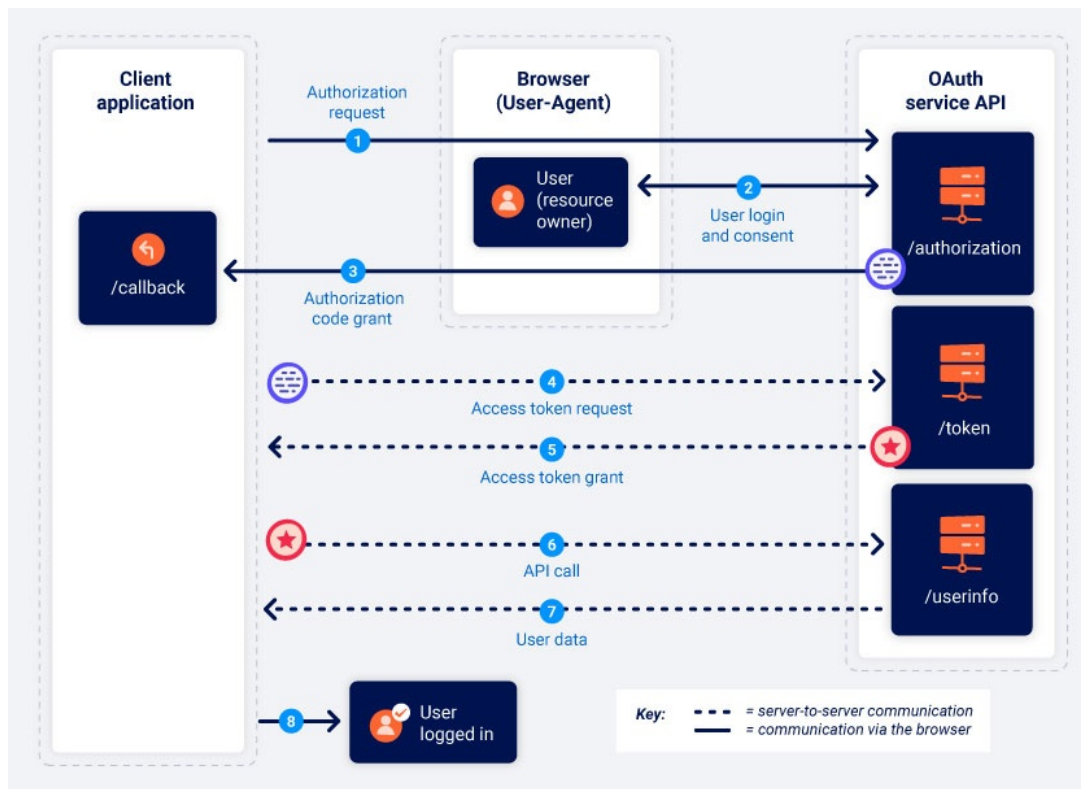 Client
application
Browser
(User-Agent)
OAuth
service API
Authorization
request
1
User
(resource
owner)
2
User login
and consent
/authorization
/callback
3
Authorization
code grant
4
Access token request
/token
5
Access token grant
6
API call
/userinfo
7
User data
8
User
logged in
Key:
= server-to-server communication
= communication via the browser